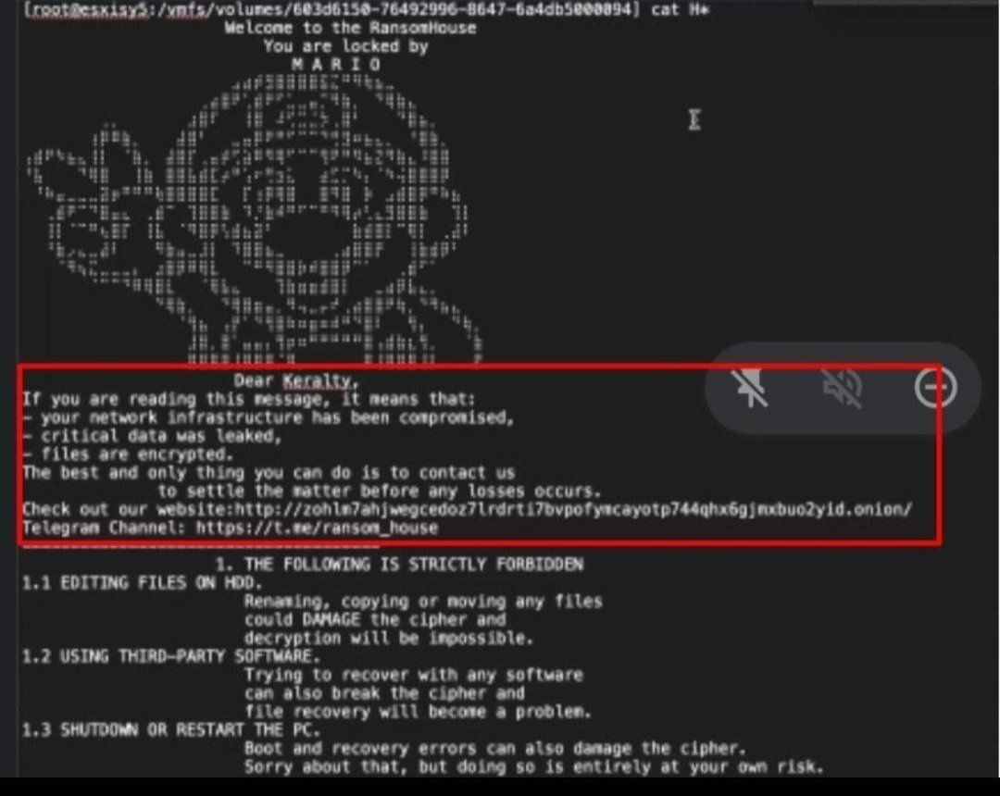 [root@esxisy5:/vmfs/volumes/603d6150-76492996-8647-6a4db5000094] cat H*
Welcome to the RansomHouse
You are locked by
M A R I O
Dear Keralty,
If you are reading this message, it means that:
- your network infrastructure has been compromised,
- critical data was leaked,
- files are encrypted.
The best and only thing you can do is to contact us
to settle the matter before any losses occurs.
Check out our website:http://zohlm7ahjwegcedoz7lrdrti7bvpofymcayotp744qhx6gjmxbuo2yid.onion/
Telegram Channel: https://t.me/ransom_house
1. THE FOLLOWING IS STRICTLY FORBIDDEN
1.1 EDITING FILES ON HDD.
Renaming, copying or moving any files
could DAMAGE the cipher and
decryption will be impossible.
1.2 USING THIRD-PARTY SOFTWARE.
Trying to recover with any software
can also break the cipher and
file recovery will become a problem.
1.3 SHUTDOWN OR RESTART THE PC.
Boot and recovery errors can also damage the cipher.
Sorry about that, but doing so is entirely at your own risk.